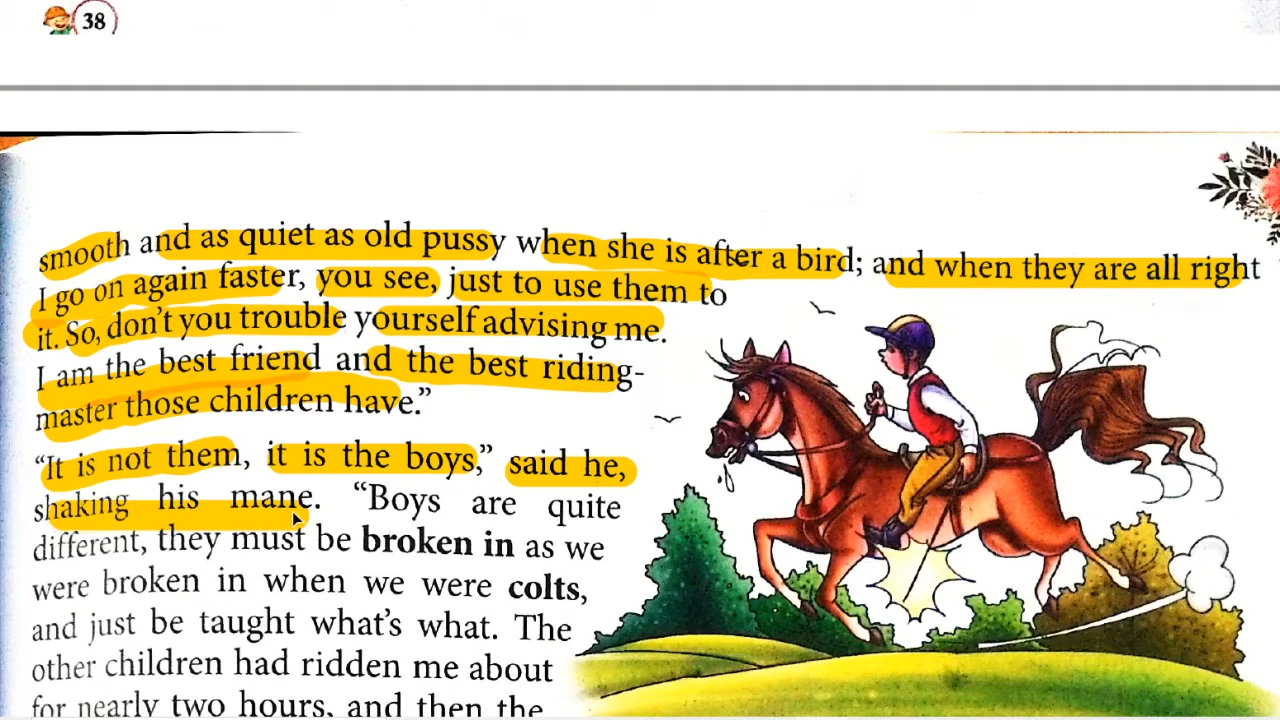 38
smooth and as quiet as old pussy when she is after a bird; and when they are all right
I go on again faster, you see, just to use them to
it. So, don't you trouble yourself advising me.
I am the best friend and the best riding-
master those children have.”
“It is not them, it is the boys,” said he,
shaking his mane. “Boys are quite
different, they must be broken in as we
were broken in when we were colts,
and just be taught what's what. The
other children had ridden me about
for nearly two hours, and then the